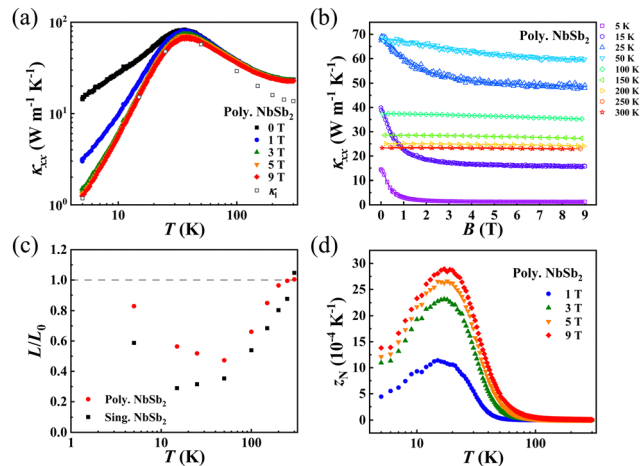 (a)
10²
10¹
10⁰
κxx (W m⁻¹ K⁻¹)
Poly. NbSb₂
0 T
1 T
3 T
5 T
9 T
κl
10
100
T (K)
(b)
70
60
50
40
30
20
10
0
κxx (W m⁻¹ K⁻¹)
Poly. NbSb₂
5 K
15 K
25 K
50 K
100 K
150 K
200 K
250 K
300 K
0 1 2 3 4 5 6 7 8 9
B (T)
(c)
1.2
1.0
0.8
0.6
0.4
0.2
0.0
L/L₀
Poly. NbSb₂
Sing. NbSb₂
1 10 100
T (K)
(d)
30
25
20
15
10
5
0
zN (10⁻⁴ K⁻¹)
Poly. NbSb₂
1 T
3 T
5 T
9 T
10 100
T (K)